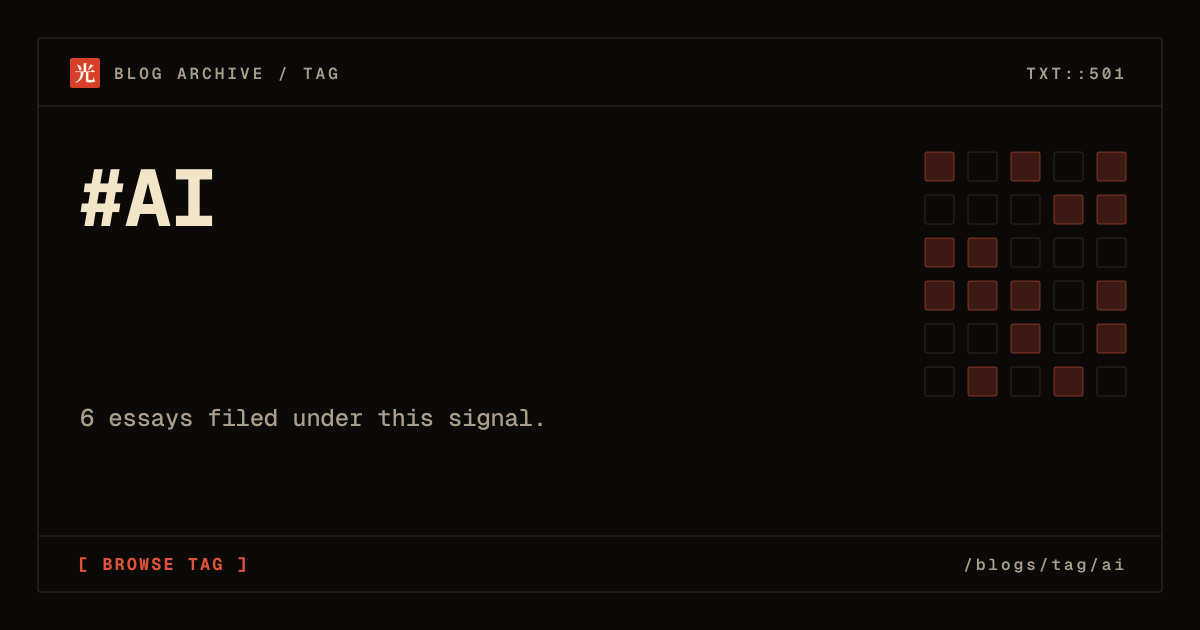 光 BLOG ARCHIVE / TAG
TXT::501
#AI
6 essays filed under this signal.
[ BROWSE TAG ]
/blogs/tag/ai